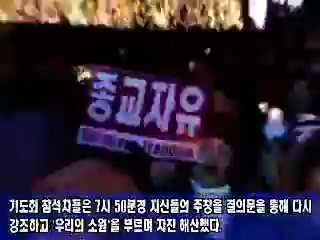 종교자유
기도회 참석자들은 7시 50분경 자신들의 주장을 결의문을 통해 다시
강조하고 '우리의 소원'을 부르며 자진 해산했다.